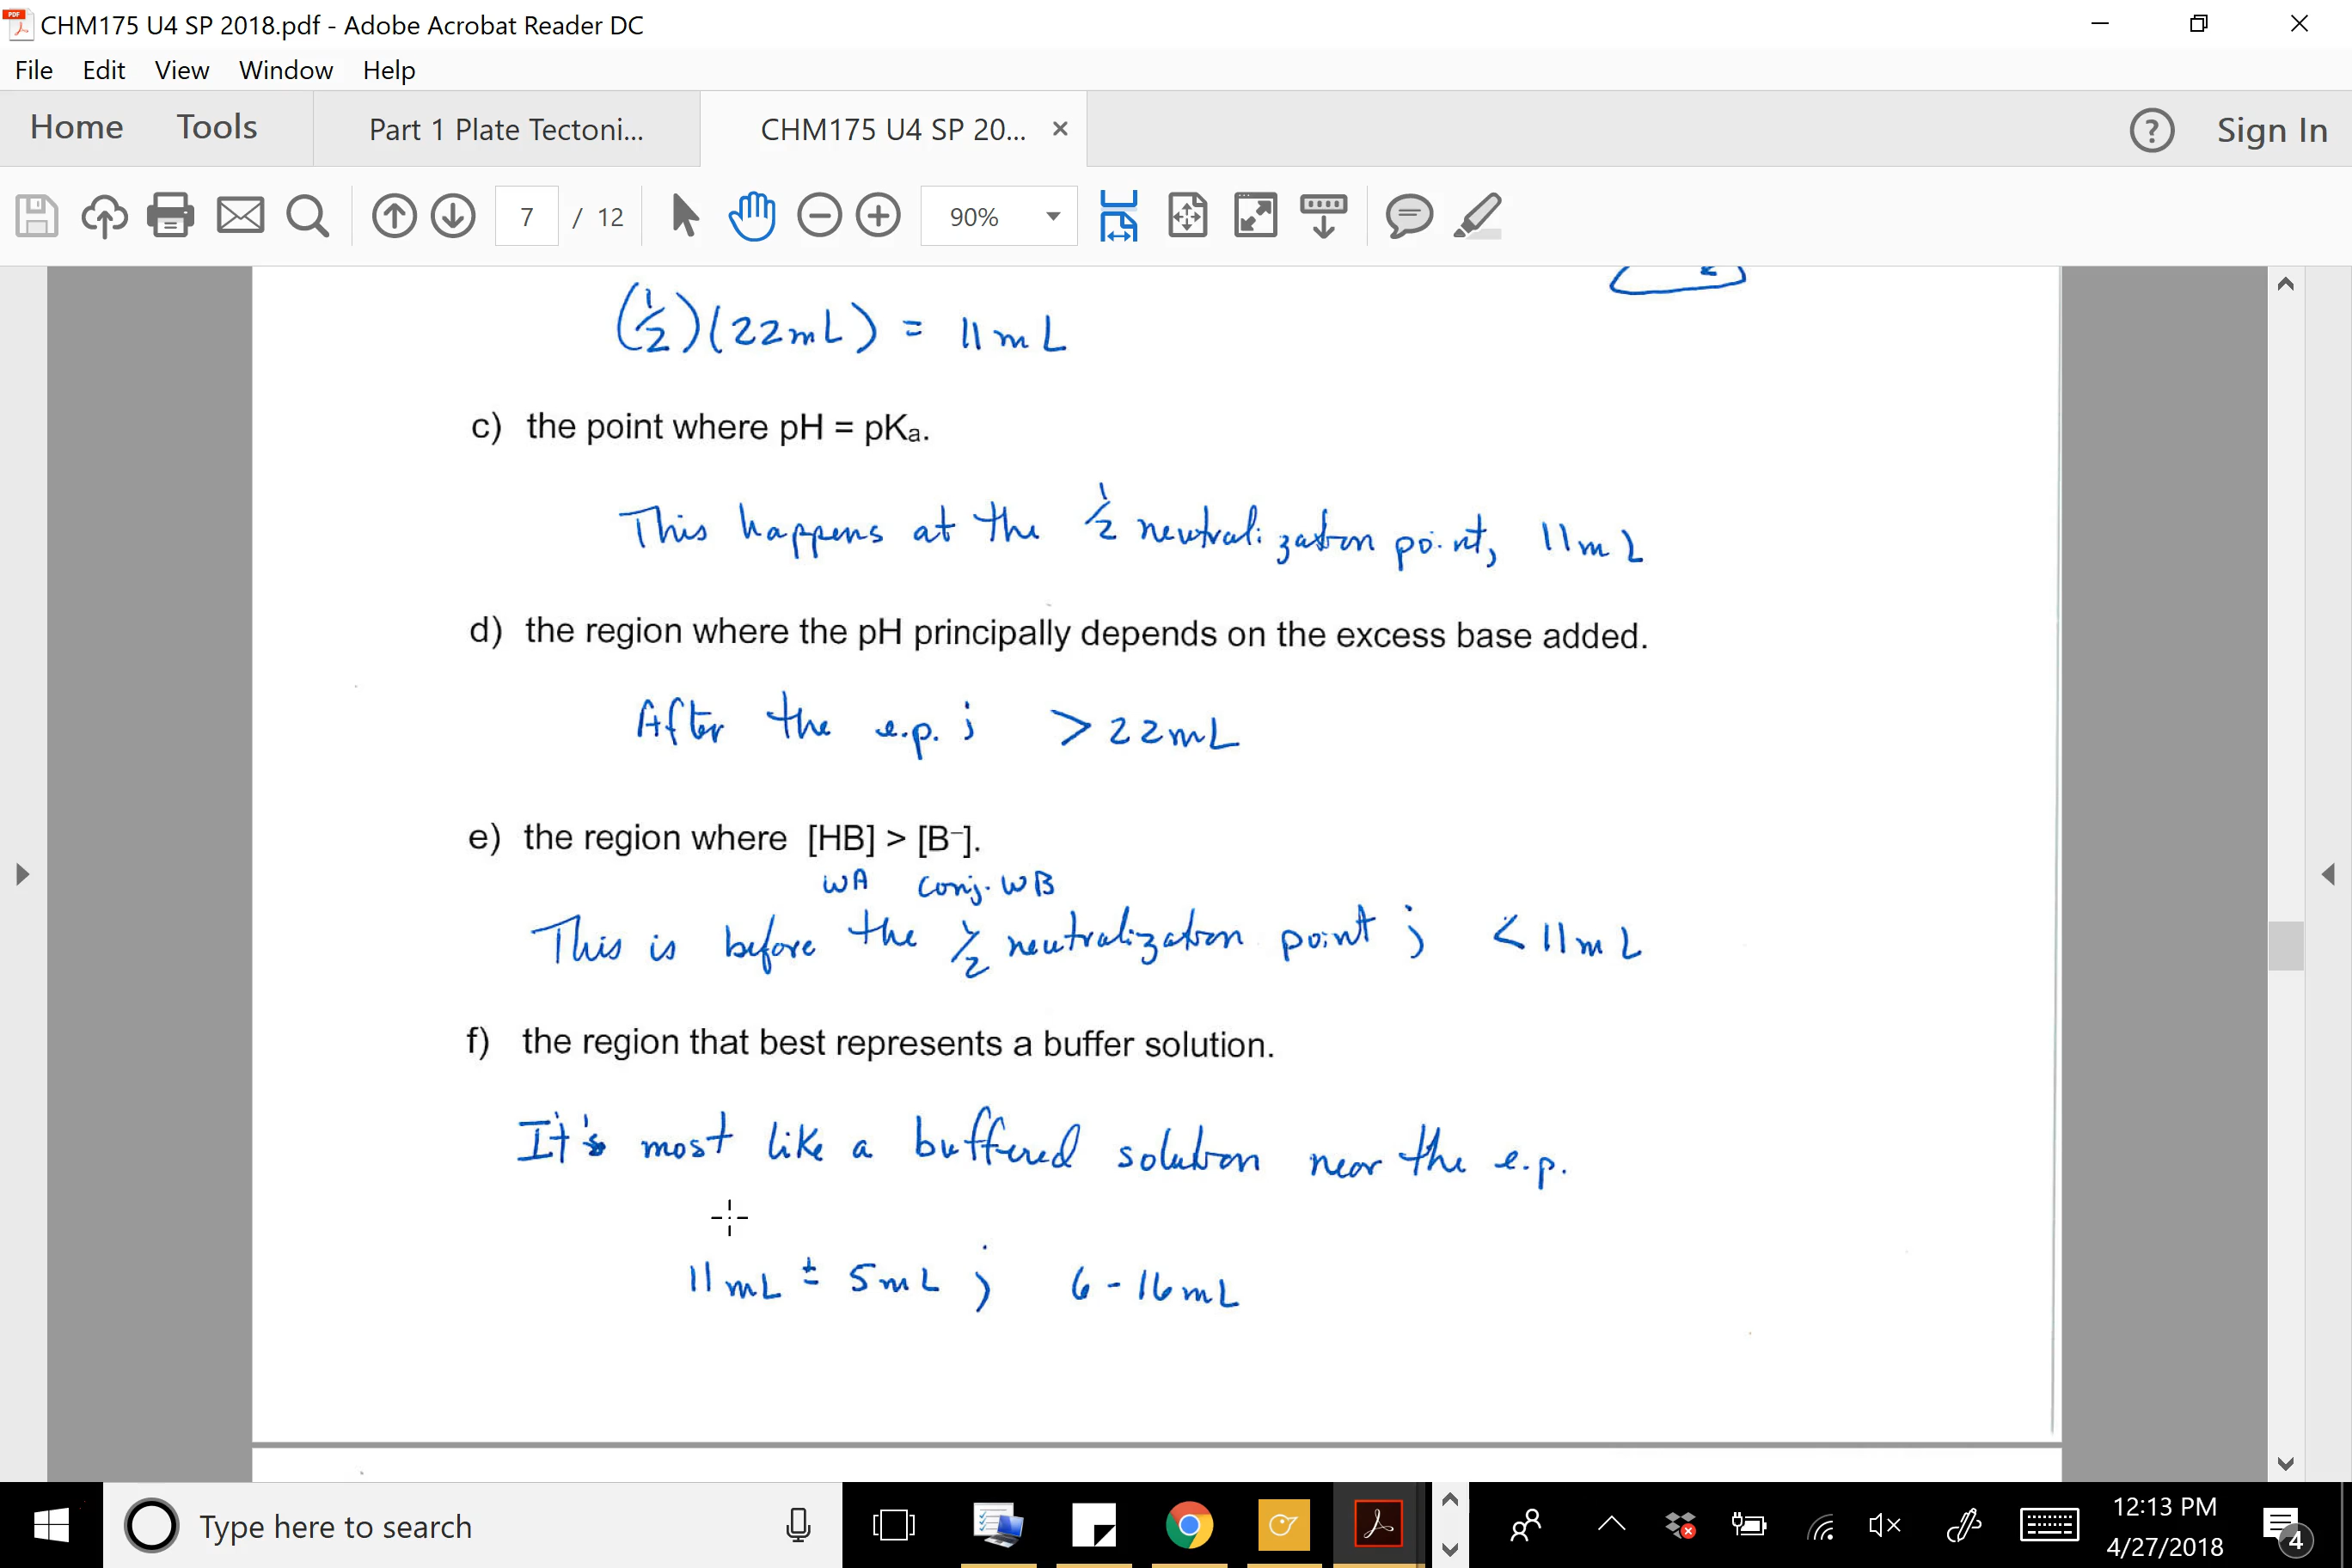 CHM175 U4 SP 2018.pdf - Adobe Acrobat Reader DC
File Edit View Window Help
Home Tools Part 1 Plate Tectoni... CHM175 U4 SP 20... × ? Sign In
7 / 12 90%
(1/2)(22mL) = 11mL
c) the point where pH = pKₐ.
This happens at the 1/2 neutralization point, 11mL
d) the region where the pH principally depends on the excess base added.
After the e.p.; > 22mL
e) the region where [HB] > [B⁻].
WA conj. WB
This is before the 1/2 neutralization point; < 11mL
f) the region that best represents a buffer solution.
It's most like a buffered solution near the e.p.
11mL ± 5mL; 6-16mL
Type here to search
12:13 PM
4/27/2018
4